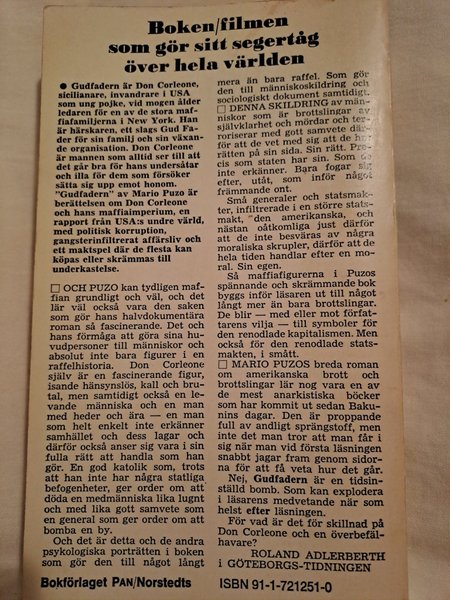 Boken/filmen
som gör sitt segertåg
över hela världen
● Gudfadern är Don Corleone,
sicilianare, invandrare i USA
som ung pojke, vid mogen ålder
ledaren för en av de stora maf-
fiafamiljerna i New York. Han
är härskaren, ett slags Gud Fa-
der för sin familj och sin växan-
de organisation. Don Corleone
är mannen som alltid ser till att
det går bra för hans undersåtar
och illa för dem som försöker
sätta sig upp emot honom.
"Gudfadern" av Mario Puzo är
berättelsen om Don Corleone
och hans maffiaimperium, en
rapport från USA:s undre värld,
med politisk korruption,
gangsterinfiltrerat affärsliv och
ett maktspel där de flesta kan
köpas eller skrämmas till
underkastelse.
□ OCH PUZO kan tydligen maf-
fian grundligt och väl, och det
lär väl också vara den saken
som gör hans halvdokumentära
roman så fascinerande. Det och
hans förmåga att göra sina hu-
vudpersoner till människor och
absolut inte bara figurer i en
raffelhistoria. Don Corleone
själv är en fascinerande figur,
isande hänsynslös, kall och bru-
tal, men samtidigt också en le-
vande människa och en man
med heder och ära — en man
som helt enkelt inte erkänner
samhället och dess lagar och
därför också anser sig vara i sin
fulla rätt att handla som han
gör. En god katolik som, trots
att han inte har några statliga
befogenheter, ger order om att
döda en medmänniska lika lugnt
och med lika gott samvete som
en general som ger order om att
bomba en by.
Och det är detta och de andra
psykologiska porträtten i boken
som gör den till något långt
mera än bara raffel. Som gör
den till människoskildring och
sociologiskt dokument samtidigt.
□ DENNA SKILDRING av män-
niskor som är brottslingar av
självklarhet och mördar och ter-
roriserar med gott samvete där-
för att de vet med sig att de har
rätten på sin sida. Sin rätt. Pre-
cis som staten har sin. Som de
inte erkänner. Bara fogar sig
efter, utåt, som inför något
främmande ont.
Små generaler och statsmak-
ter, infiltrerade i en större stats-
makt, "den amerikanska, och
nästan oåtkomliga just därför
att de inte besväras av några
moraliska skrupler, därför att de
hela tiden handlar efter en mo-
ral. Sin egen.
Så maffiafigurerna i Puzos
spännande och skrämmande bok
byggs inför läsaren ut till något
långt mer än bara brottslingar.
De blir — med eller mot förfat-
tarens vilja — till symboler för
den renodlade kapitalismen. Men
också för den renodlade stats-
makten, i smått.
□ MARIO PUZOS breda roman
om amerikanska brott och
brottslingar lär nog vara en av
de mest anarkistiska böcker
som har kommit ut sedan Baku-
nins dagar. Den är proppande
full av andligt sprängstoff, men
inte det man tror att man får i
sig när man vid första läsningen
snabbt jagar fram genom sidor-
na för att få veta hur det går.
Nej, Gudfadern är en tidsin-
ställd bomb. Som kan explodera
i läsarens medvetande när som
helst efter läsningen.
För vad är det för skillnad på
Don Corleone och en överbefäl-
havare?
ROLAND ADLERBERTH
i GÖTEBORGS-TIDNINGEN
Bokförlaget PAN/Norstedts
ISBN 91-1-721251-0